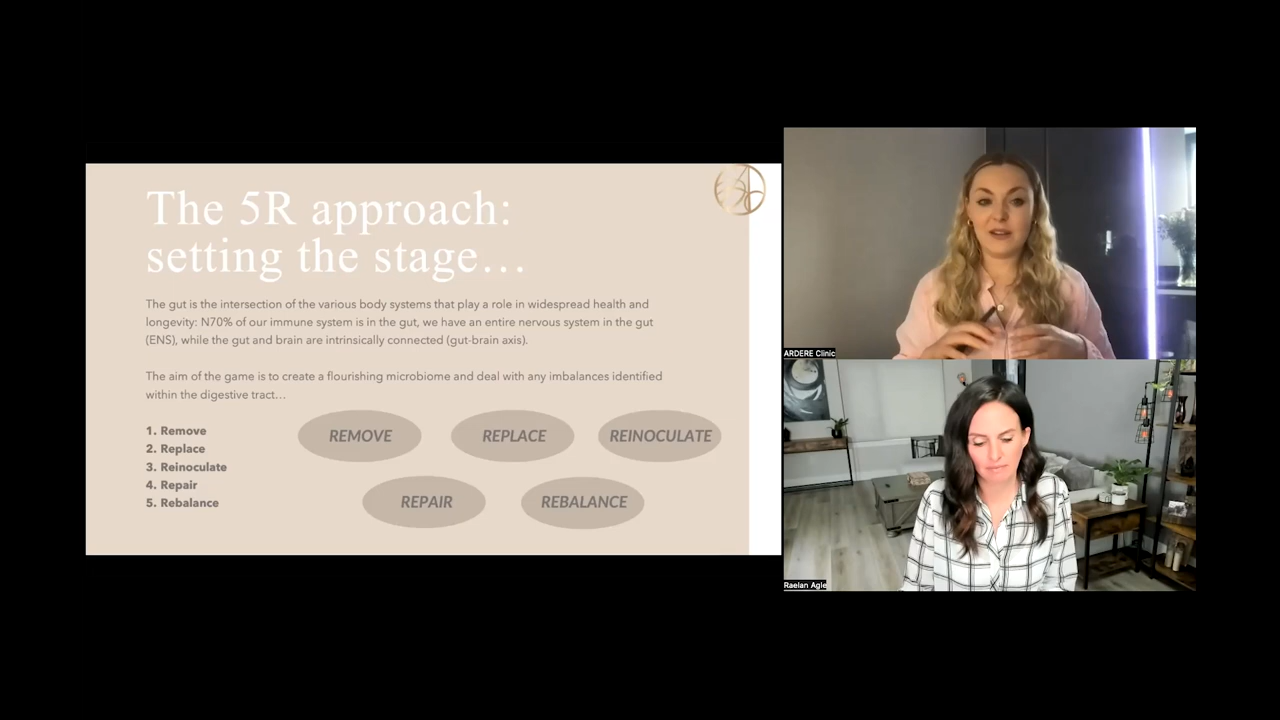 The 5R approach:
setting the stage…
The gut is the intersection of the various body systems that play a role in widespread health and
longevity: N70% of our immune system is in the gut, we have an entire nervous system in the gut
(ENS), while the gut and brain are intrinsically connected (gut-brain axis).
The aim of the game is to create a flourishing microbiome and deal with any imbalances identified
within the digestive tract…
1. Remove
2. Replace
3. Reinoculate
4. Repair
5. Rebalance
REMOVE
REPLACE
REINOCULATE
REPAIR
REBALANCE
ARDERE Clinic
Raelan Agle